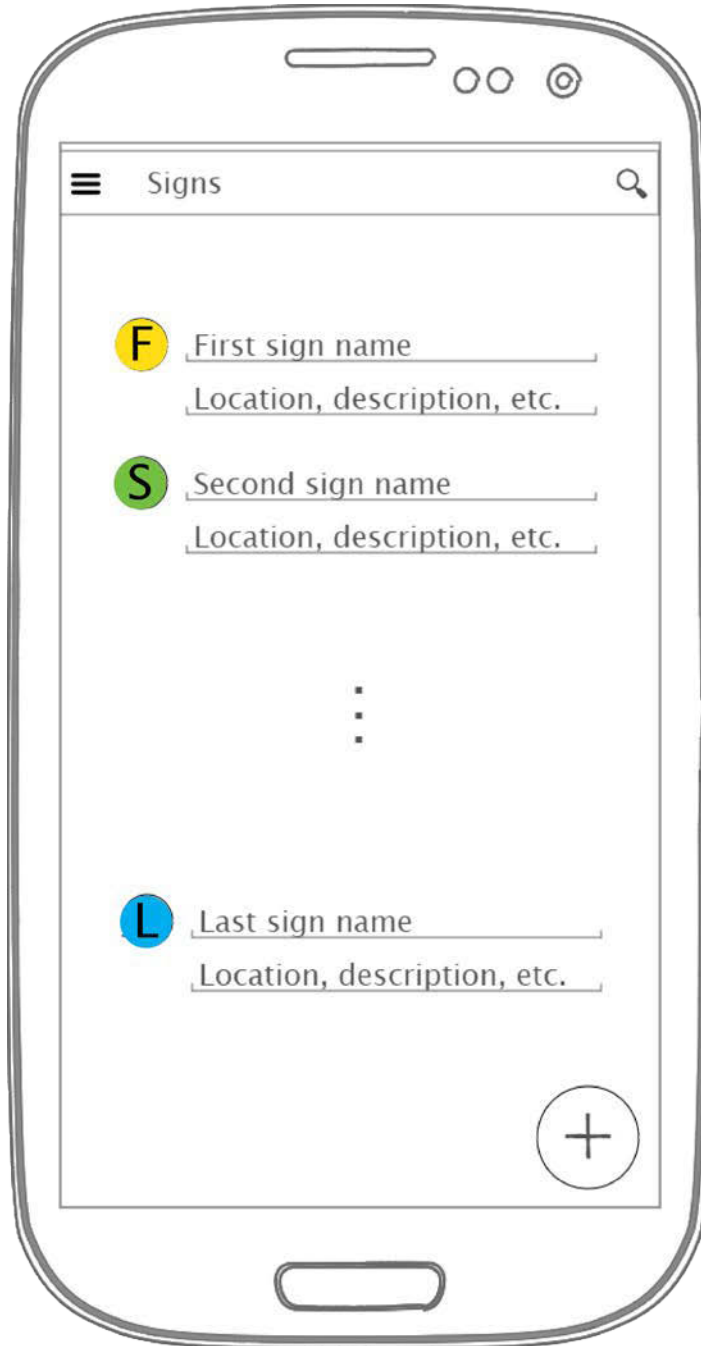 Signs
F First sign name
Location, description, etc.
S Second sign name
Location, description, etc.
L Last sign name
Location, description, etc.